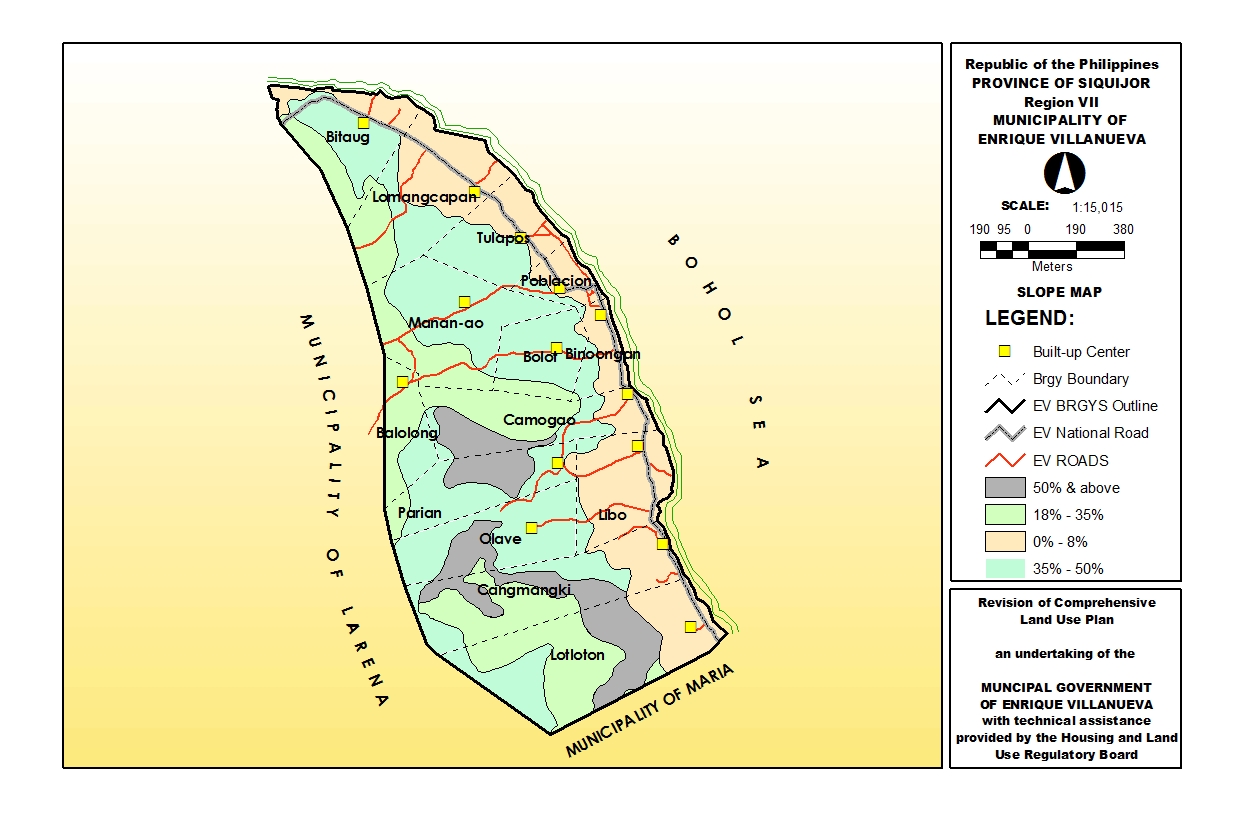 Bitaug
Lomangcapan
Tulapos
Poblacion
Manan-ao
Bolot
Binoongan
Camogao
Balolong
Parian
Libo
Olave
Cangmangki
Lotloton
BOHOL SEA
MUNICIPALITY OF LARENA
MUNICIPALITY OF MARIA
Republic of the Philippines
PROVINCE OF SIQUIJOR
Region VII
MUNICIPALITY OF
ENRIQUE VILLANUEVA
SCALE: 1:15,015
190 95 0 190 380
Meters
SLOPE MAP
LEGEND:
Built-up Center
Brgy Boundary
EV BRGYS Outline
EV National Road
EV ROADS
50% & above
18% - 35%
0% - 8%
35% - 50%
Revision of Comprehensive
Land Use Plan
an undertaking of the
MUNCIPAL GOVERNMENT
OF ENRIQUE VILLANUEVA
with technical assistance
provided by the Housing and Land
Use Regulatory Board